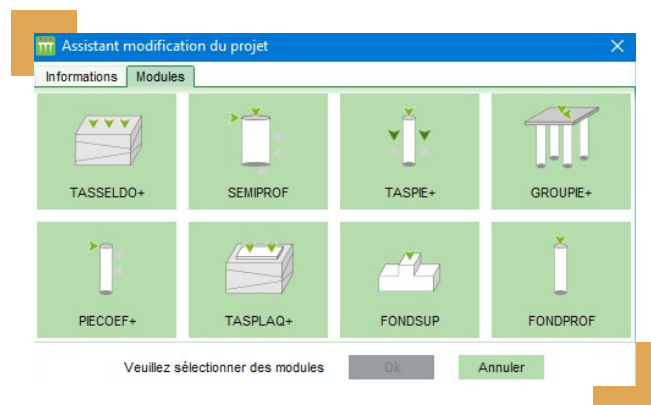 Assistant modification du projet
Informations Modules
TASSELDO+ SEMIPROF TASPIE+ GROUPIE+
PIECOEF+ TASPLAQ+ FONDSUP FONDPROF
Veuillez sélectionner des modules Ok Annuler